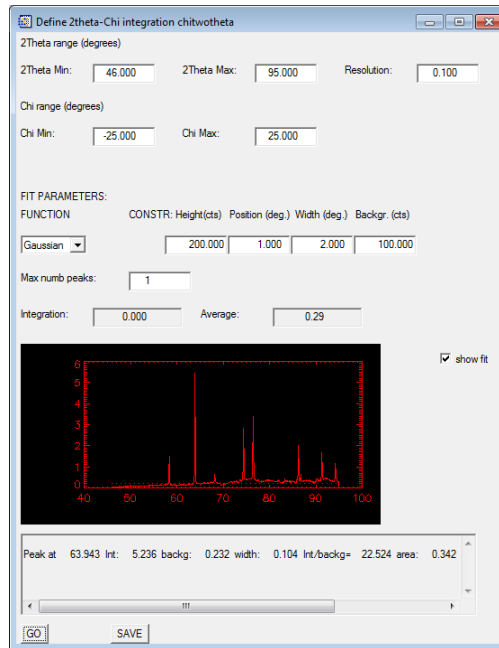 Define 2theta-Chi integration chitwotheta
2Theta range (degrees)
2Theta Min: 46.000 2Theta Max: 95.000 Resolution: 0.100
Chi range (degrees)
Chi Min: -25.000 Chi Max: 25.000
FIT PARAMETERS:
FUNCTION CONSTR: Height(cts) Position (deg.) Width (deg.) Backgr. (cts)
Gaussian 200.000 1.000 2.000 100.000
Max numb peaks: 1
Integration: 0.000 Average: 0.29
show fit
6
5
4
3
2
1
0
40 50 60 70 80 90 100
Peak at 63.943 Int: 5.236 backg: 0.232 width: 0.104 Int/backg= 22.524 area: 0.342
GO SAVE